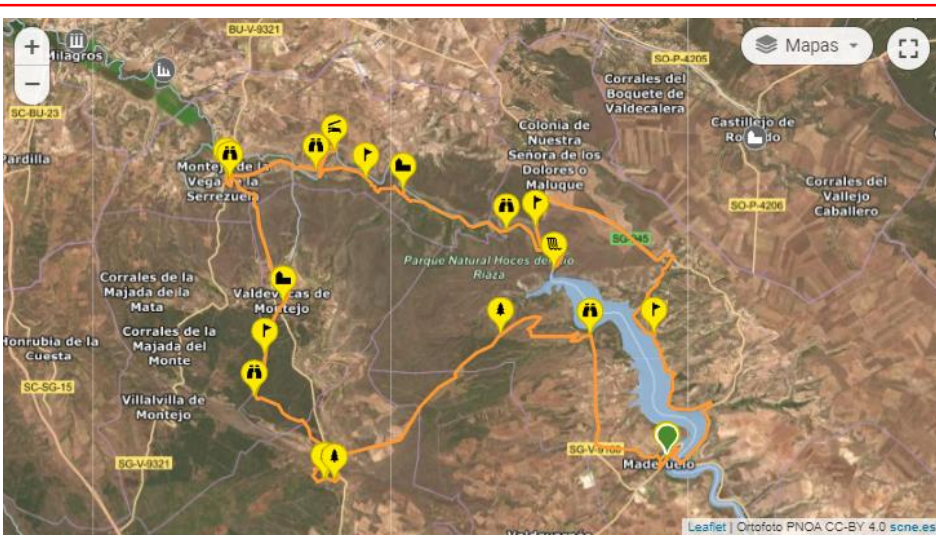 BU-V-9321
Milagros
Mapas
SO-P-4205
SC-BU-23
Corrales del
Boquete de
Valdecalera
Castillejo de
Colonia de
Nuestra
Señora de los
Dolores o
Maluque
Pardilla
Montejo de la
Vega de la
Serrezuela
Corrales del
Vallejo
Caballero
SO-P-4206
SG-945
Parque Natural Hoces del Río
Riaza
Corrales de la
Majada de la
Mata
Valdevacas de
Montejo
Honrubia de la
Cuesta
Corrales de la
Majada del
Monte
SC-SG-15
Villalvilla de
Montejo
SG-V-9321
SG-V-9100
Maderuelo
Leaflet | Ortofoto PNOA CC-BY 4.0 scne.es